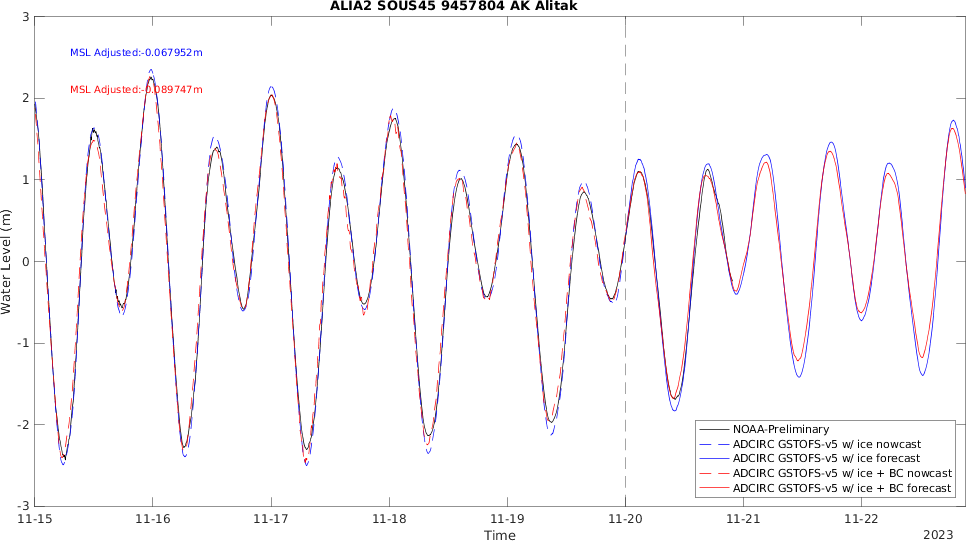 ALIA2 SOUS45 9457804 AK Alitak
3
MSL Adjusted:-0.067952m
MSL Adjusted:-0.089747m
2
1
0
-1
-2
-3
Water Level (m)
NOAA-Preliminary
ADCIRC GSTOFS-v5 w/ ice nowcast
ADCIRC GSTOFS-v5 w/ ice forecast
ADCIRC GSTOFS-v5 w/ ice + BC nowcast
ADCIRC GSTOFS-v5 w/ ice + BC forecast
11-15 11-16 11-17 11-18 11-19 11-20 11-21 11-22
Time
2023